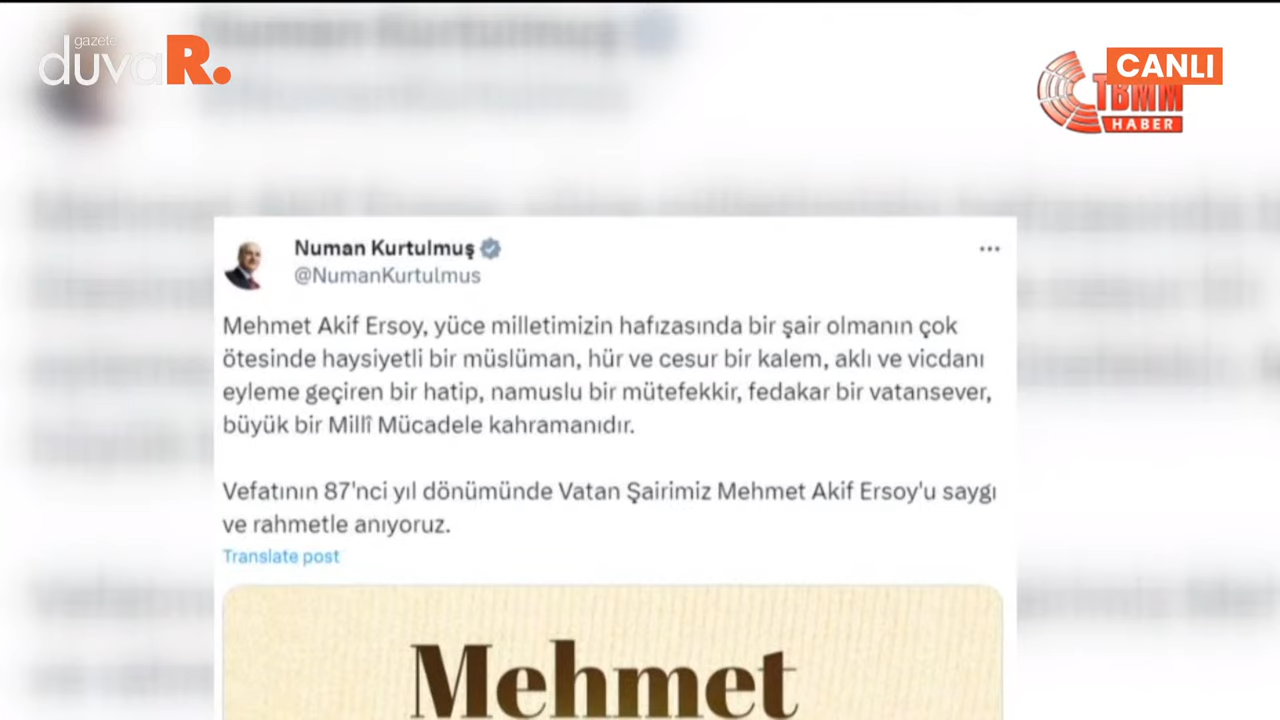 gazete
duvaR.
CANLI
TBMM
HABER
Numan Kurtulmuş
@NumanKurtulmus
Mehmet Akif Ersoy, yüce milletimizin hafızasında bir şair olmanın çok
ötesinde haysiyetli bir müslüman, hür ve cesur bir kalem, aklı ve vicdanı
eyleme geçiren bir hatip, namuslu bir mütefekkir, fedakar bir vatansever,
büyük bir Millî Mücadele kahramanıdır.
Vefatının 87'nci yıl dönümünde Vatan Şairimiz Mehmet Akif Ersoy'u saygı
ve rahmetle anıyoruz.
Translate post
Mehmet